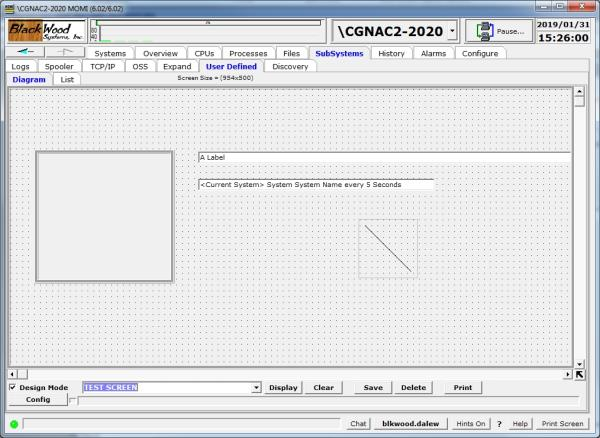 \CGNAC2-2020 MOMI (6.02/6.02)
BlackWood Systems, Inc.
80
40
\CGNAC2-2020
Pause...
2019/01/31
15:26:00
Systems Overview CPUs Processes Files SubSystems History Alarms Configure
Logs Spooler TCP/IP OSS Expand User Defined Discovery
Diagram List Screen Size = (954x500)
A Label
<Current System> System System Name every 5 Seconds
Design Mode TEST SCREEN Display Clear Save Delete Print
Config
Chat blkwood.dalew Hints On ? Help Print Screen